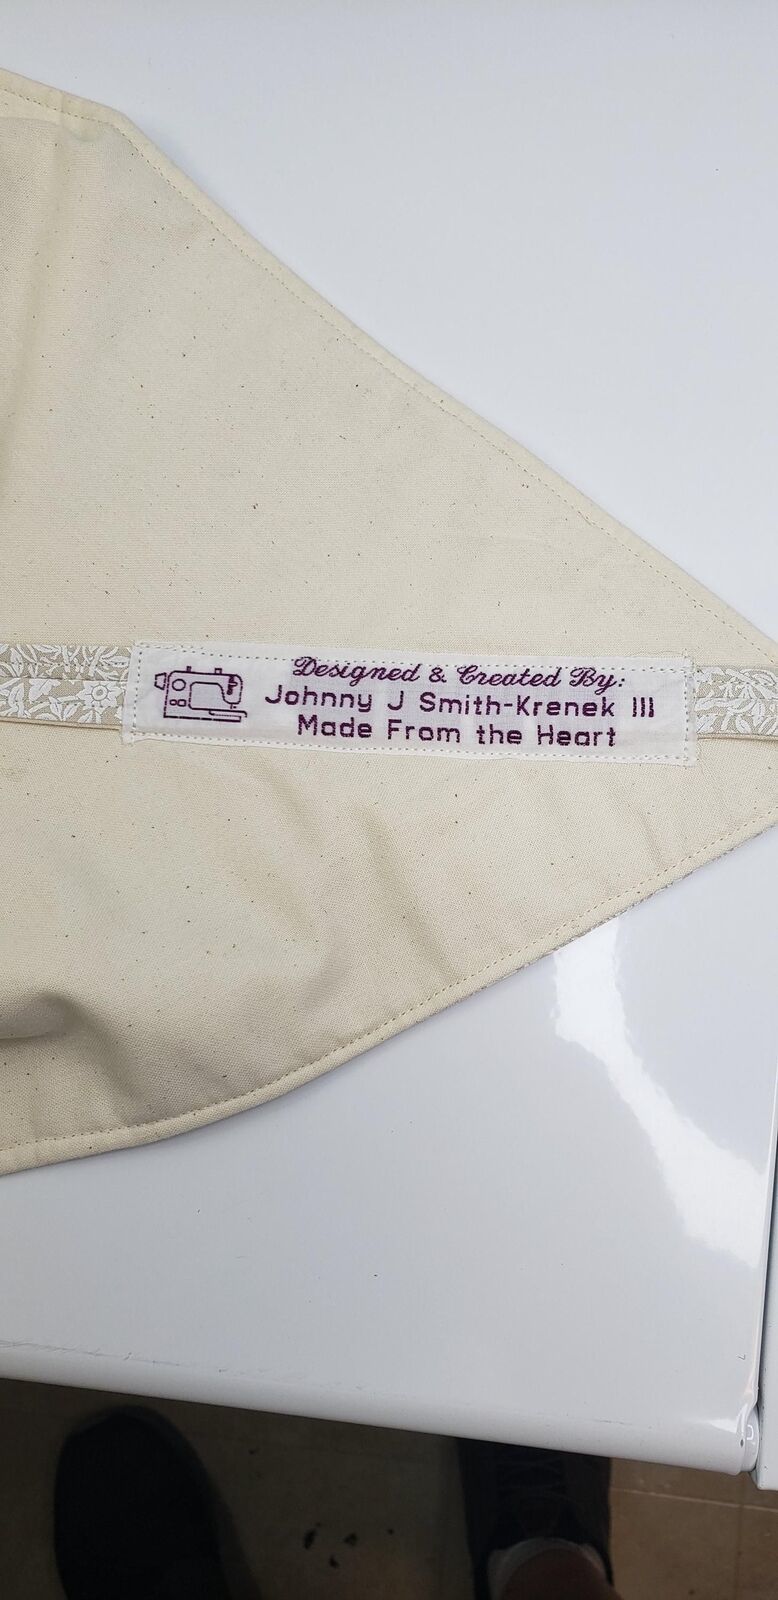 Designed & Created By:
Johnny J Smith-Krenek III
Made From the Heart